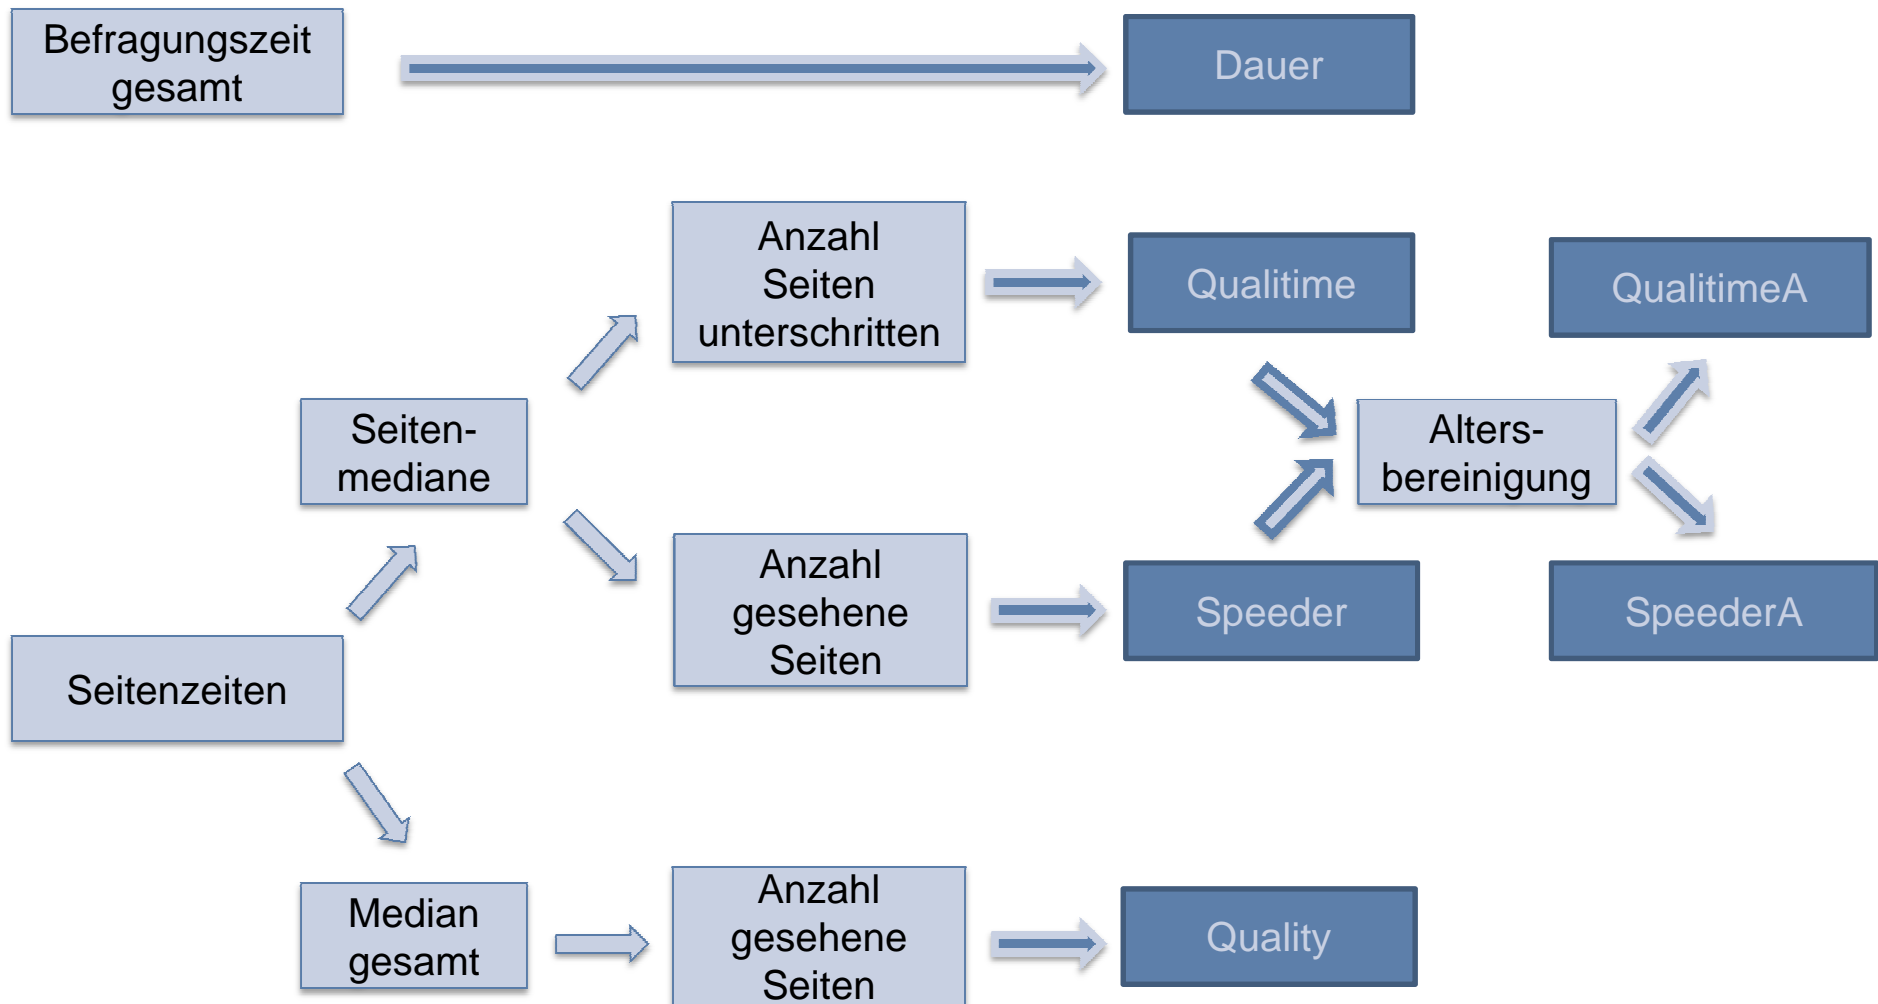 Befragungszeit
gesamt
Dauer
Anzahl
Seiten
unterschritten
Qualitime
QualitimeA
Seiten-
mediane
Alters-
bereinigung
Anzahl
gesehene
Seiten
Speeder
SpeederA
Seitenzeiten
Median
gesamt
Anzahl
gesehene
Seiten
Quality